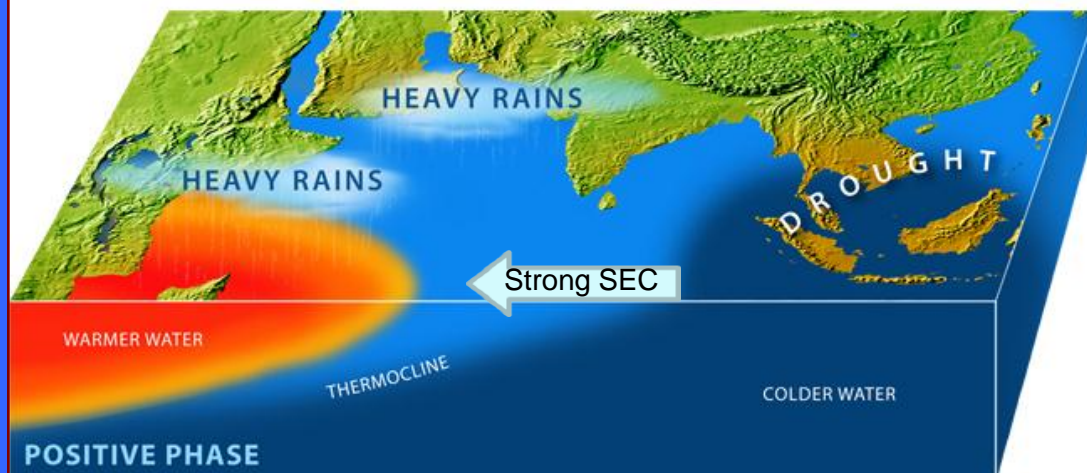 HEAVY RAINS
HEAVY RAINS
DROUGHT
Strong SEC
WARMER WATER
THERMOCLINE
COLDER WATER
POSITIVE PHASE